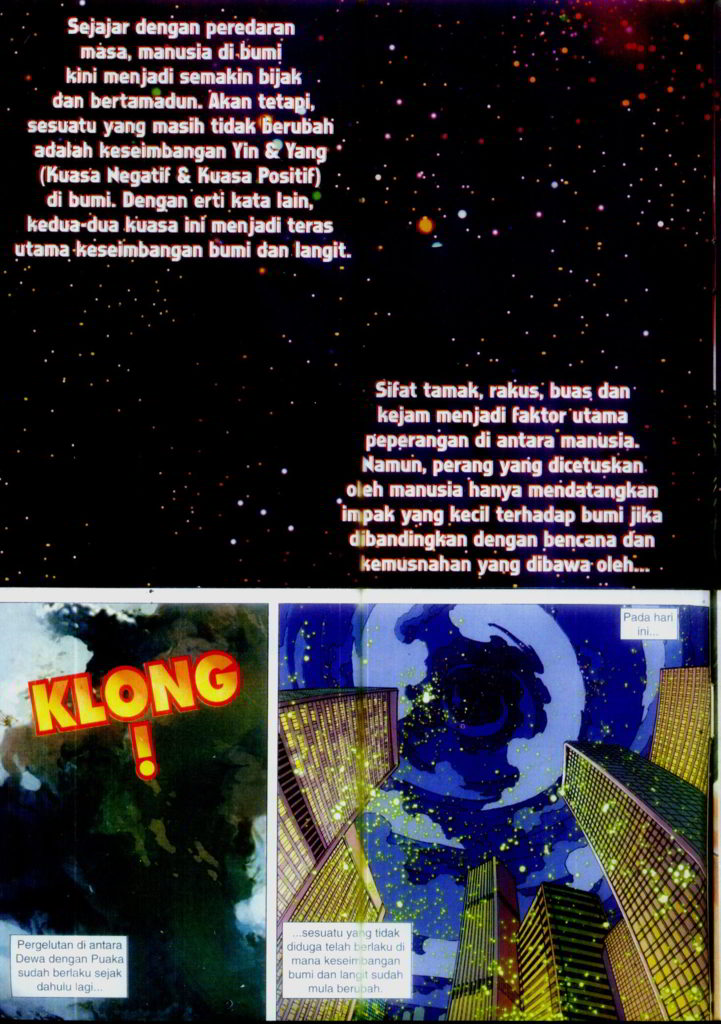 Sejajar dengan peredaran
masa, manusia di bumi
kini menjadi semakin bijak
dan bertamadun. Akan tetapi,
sesuatu yang masih tidak berubah
adalah keseimbangan Yin & Yang
(Kuasa Negatif & Kuasa Positif)
di bumi. Dengan erti kata lain,
kedua-dua kuasa ini menjadi teras
utama keseimbangan bumi dan langit.
Sifat tamak, rakus, buas dan
kejam menjadi faktor utama
peperangan di antara manusia.
Namun, perang yang dicetuskan
oleh manusia hanya mendatangkan
impak yang kecil terhadap bumi jika
dibandingkan dengan bencana dan
kemusnahan yang dibawa oleh...
KLONG
!
Pergelutan di antara
Dewa dengan Puaka
sudah berlaku sejak
dahulu lagi...
Pada hari
ini...
...sesuatu yang tidak
diduga telah berlaku di
mana keseimbangan
bumi dan langit sudah
mula berubah.